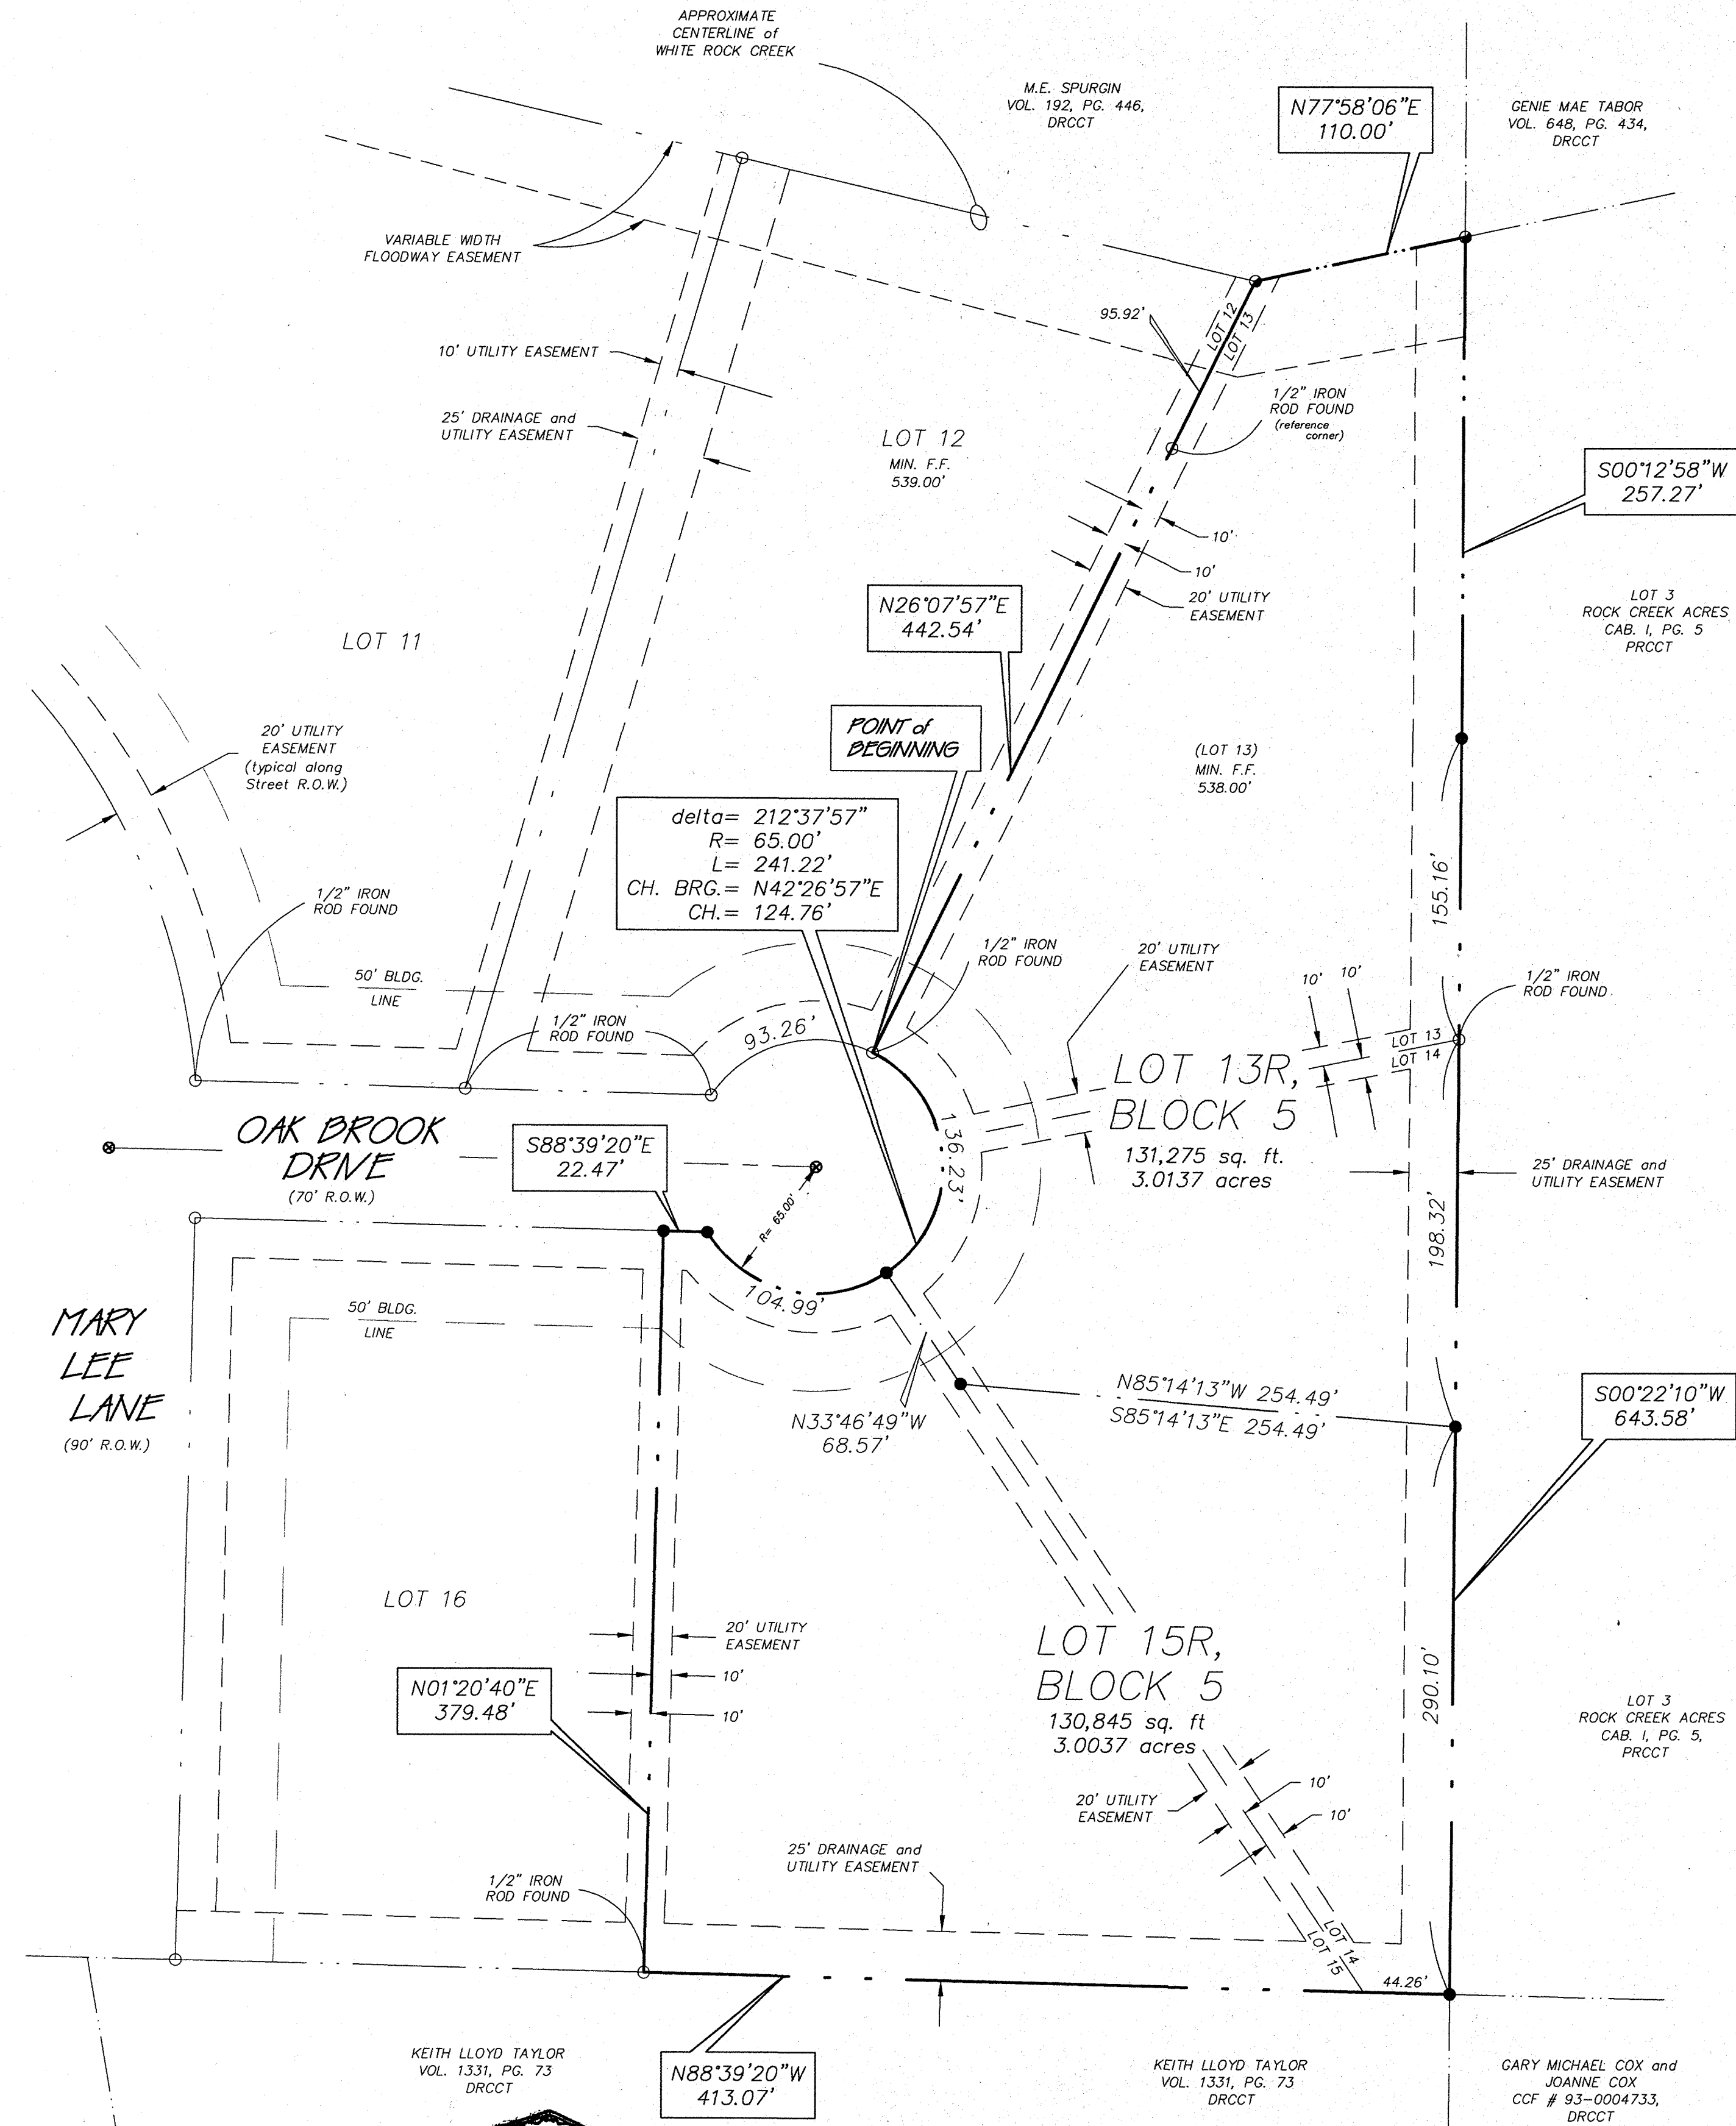 APPROXIMATE
CENTERLINE of
WHITE ROCK CREEK
M.E. SPURGIN
VOL. 192, PG. 446,
DRCCT
N77°58'06"E
110.00'
GENIE MAE TABOR
VOL. 648, PG. 434,
DRCCT
VARIABLE WIDTH
FLOODWAY EASEMENT
95.92'
LOT 12
LOT 13
10' UTILITY EASEMENT
25' DRAINAGE and
UTILITY EASEMENT
LOT 12
MIN. F.F.
539.00'
1/2" IRON
ROD FOUND
(reference
corner)
S00°12'58"W
257.27'
10'
10'
20' UTILITY
EASEMENT
N26°07'57"E
442.54'
LOT 3
ROCK CREEK ACRES
CAB. I, PG. 5
PRCCT
LOT 11
20' UTILITY
EASEMENT
(typical along
Street R.O.W.)
POINT of
BEGINNING
(LOT 13)
MIN. F.F.
538.00'
delta= 212°37'57"
R= 65.00'
L= 241.22'
CH. BRG.= N42°26'57"E
CH.= 124.76'
155.16'
1/2" IRON
ROD FOUND
50' BLDG.
LINE
1/2" IRON
ROD FOUND
93.26'
1/2" IRON
ROD FOUND
20' UTILITY
EASEMENT
10'
10'
1/2" IRON
ROD FOUND
LOT 13
LOT 14
LOT 13R,
BLOCK 5
131,275 sq. ft.
3.0137 acres
136.23'
OAK BROOK
DRIVE
(70' R.O.W.)
S88°39'20"E
22.47'
R= 65.00'
25' DRAINAGE and
UTILITY EASEMENT
198.32'
104.99'
MARY
LEE
LANE
(90' R.O.W.)
50' BLDG.
LINE
N33°46'49"W
68.57'
N85°14'13"W 254.49'
S85°14'13"E 254.49'
S00°22'10"W
643.58'
LOT 16
20' UTILITY
EASEMENT
10'
10'
N01°20'40"E
379.48'
LOT 15R,
BLOCK 5
130,845 sq. ft
3.0037 acres
290.10'
LOT 3
ROCK CREEK ACRES
CAB. I, PG. 5,
PRCCT
20' UTILITY
EASEMENT
10'
10'
25' DRAINAGE and
UTILITY EASEMENT
1/2" IRON
ROD FOUND
LOT 14
LOT 15
44.26'
KEITH LLOYD TAYLOR
VOL. 1331, PG. 73
DRCCT
N88°39'20"W
413.07'
KEITH LLOYD TAYLOR
VOL. 1331, PG. 73
DRCCT
GARY MICHAEL COX and
JOANNE COX
CCF # 93-0004733,
DRCCT